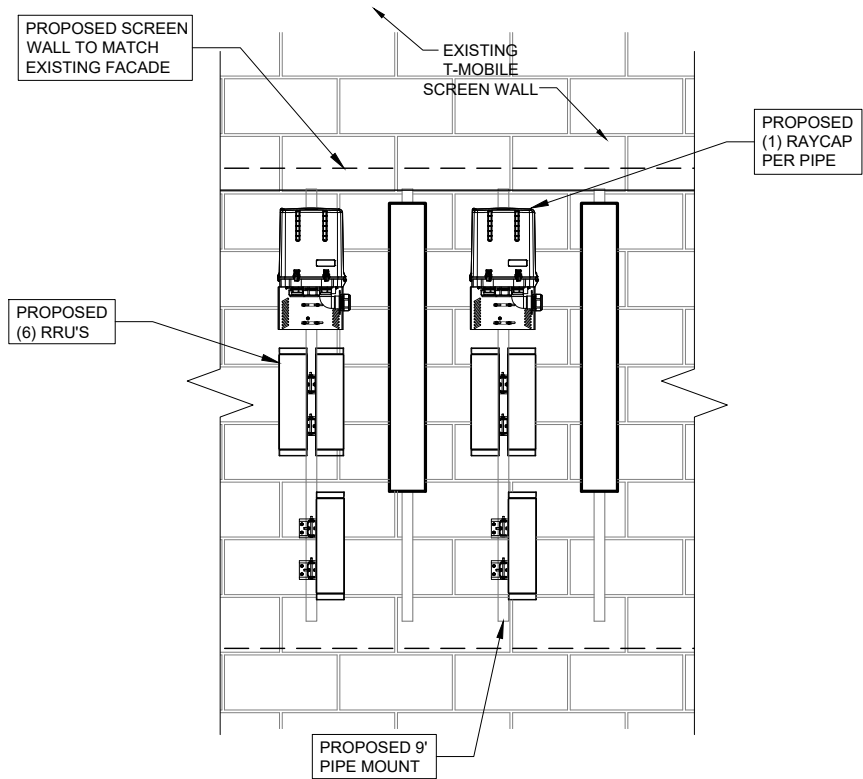 PROPOSED SCREEN
WALL TO MATCH
EXISTING FACADE
EXISTING
T-MOBILE
SCREEN WALL
PROPOSED
(1) RAYCAP
PER PIPE
PROPOSED
(6) RRU'S
PROPOSED 9'
PIPE MOUNT